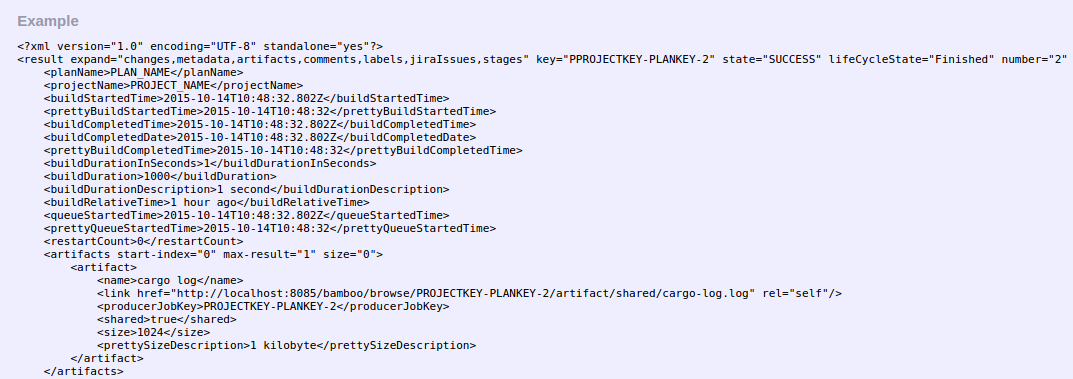 Example
<?xml version="1.0" encoding="UTF-8" standalone="yes"?>
<result expand="changes,metadata,artifacts,comments,labels,jiraIssues,stages" key="PPROJECTKEY-PLANKEY-2" state="SUCCESS" lifeCycleState="Finished" number="2"
    <planName>PLAN_NAME</planName>
    <projectName>PROJECT_NAME</projectName>
    <buildStartedTime>2015-10-14T10:48:32.802Z</buildStartedTime>
    <prettyBuildStartedTime>2015-10-14T10:48:32</prettyBuildStartedTime>
    <buildCompletedTime>2015-10-14T10:48:32.802Z</buildCompletedTime>
    <buildCompletedDate>2015-10-14T10:48:32.802Z</buildCompletedDate>
    <prettyBuildCompletedTime>2015-10-14T10:48:32</prettyBuildCompletedTime>
    <buildDurationInSeconds>1</buildDurationInSeconds>
    <buildDuration>1000</buildDuration>
    <buildDurationDescription>1 second</buildDurationDescription>
    <buildRelativeTime>1 hour ago</buildRelativeTime>
    <queueStartedTime>2015-10-14T10:48:32.802Z</queueStartedTime>
    <prettyQueueStartedTime>2015-10-14T10:48:32</prettyQueueStartedTime>
    <restartCount>0</restartCount>
    <artifacts start-index="0" max-result="1" size="0">
        <artifact>
            <name>cargo log</name>
            <link href="http://localhost:8085/bamboo/browse/PROJECTKEY-PLANKEY-2/artifact/shared/cargo-log.log" rel="self"/>
            <producerJobKey>PROJECTKEY-PLANKEY-2</producerJobKey>
            <shared>true</shared>
            <size>1024</size>
            <prettySizeDescription>1 kilobyte</prettySizeDescription>
        </artifact>
    </artifacts>